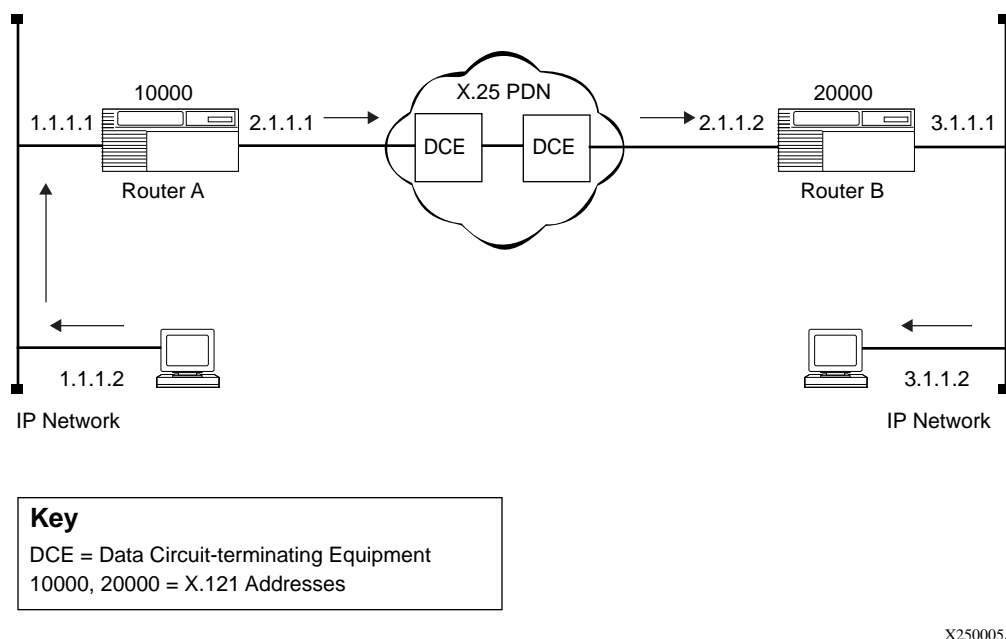 X.25 PDN
10000
20000
1.1.1.1
2.1.1.1
DCE
DCE
2.1.1.2
3.1.1.1
Router A
Router B
1.1.1.2
3.1.1.2
IP Network
IP Network
Key
DCE = Data Circuit-terminating Equipment
10000, 20000 = X.121 Addresses
X250005